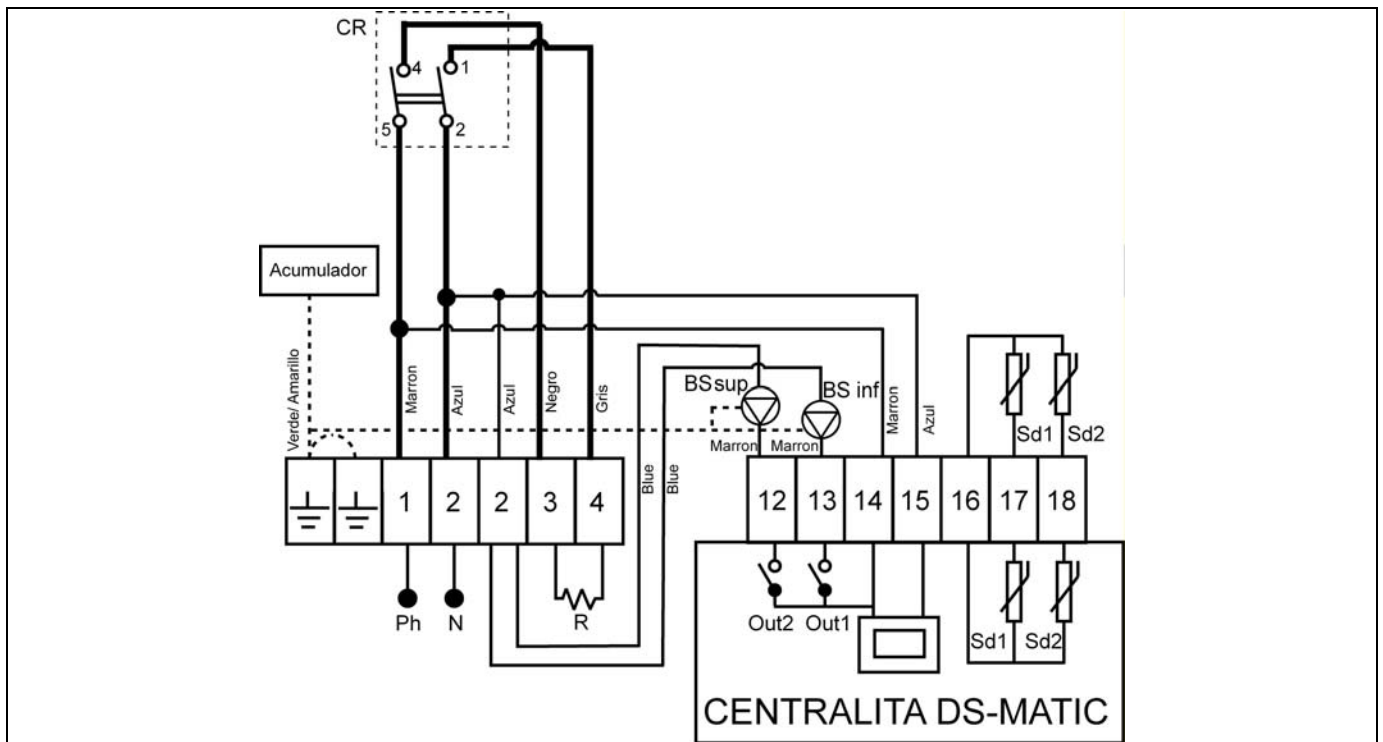 CR
4
1
5
2
Acumulador
Verde/ Amarillo
Marron
Azul
Azul
Negro
Gris
BS sup
BS inf
Marron
Azul
Marron
Marron
Sd1
Sd2
Blue
Blue
1
2
2
3
4
12
13
14
15
16
17
18
Ph
N
R
Out2
Out1
Sd1
Sd2
CENTRALITA DS-MATIC